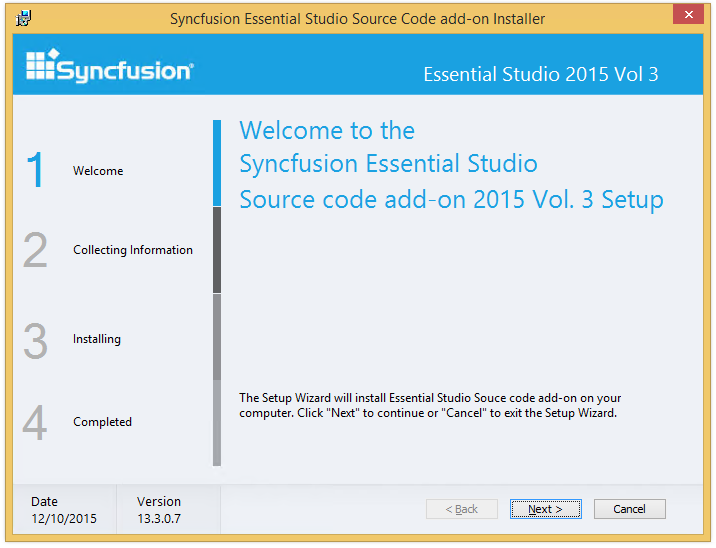 Syncfusion Essential Studio Source Code add-on Installer
Syncfusion
Essential Studio 2015 Vol 3
1 Welcome
2 Collecting Information
3 Installing
4 Completed
Welcome to the
Syncfusion Essential Studio
Source code add-on 2015 Vol. 3 Setup
The Setup Wizard will install Essential Studio Souce code add-on on your
computer. Click "Next" to continue or "Cancel" to exit the Setup Wizard.
Date
12/10/2015
Version
13.3.0.7
< Back
Next >
Cancel